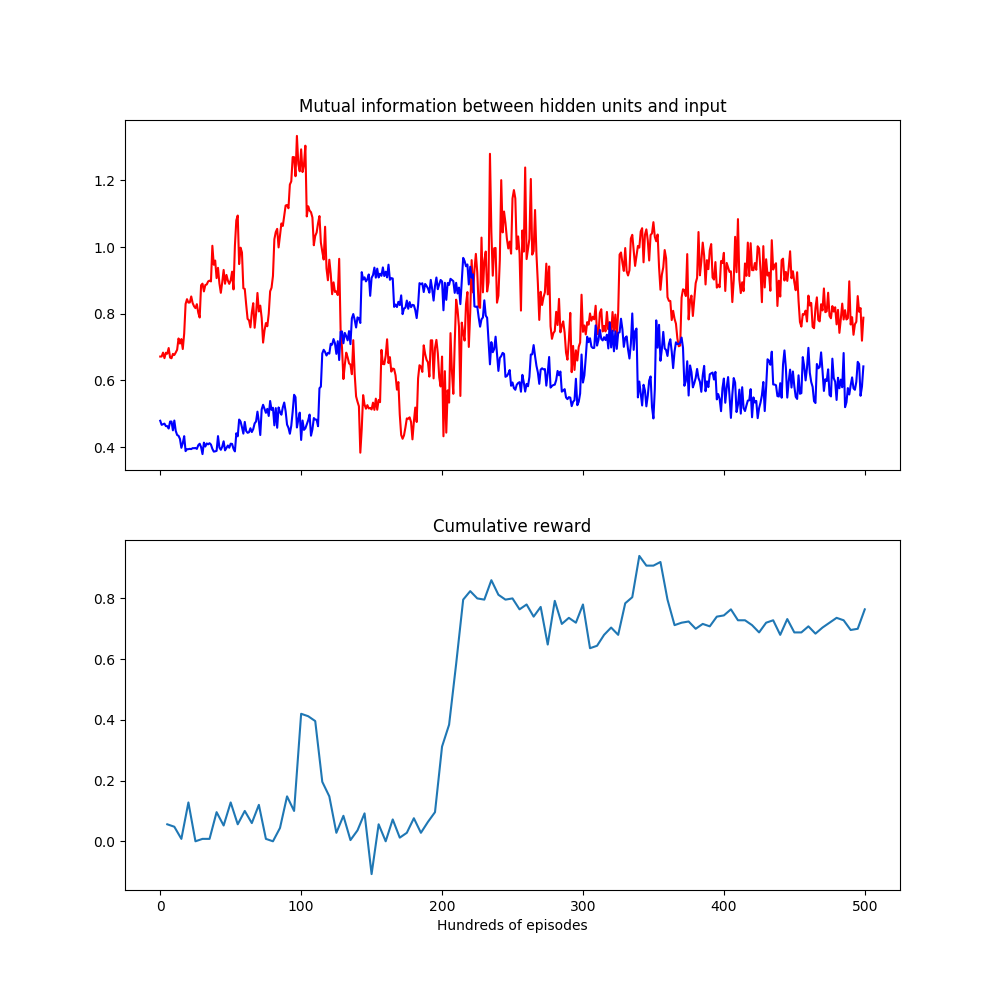 Mutual information between hidden units and input
1.2
1.0
0.8
0.6
0.4
Cumulative reward
0.8
0.6
0.4
0.2
0.0
0 100 200 300 400 500
Hundreds of episodes